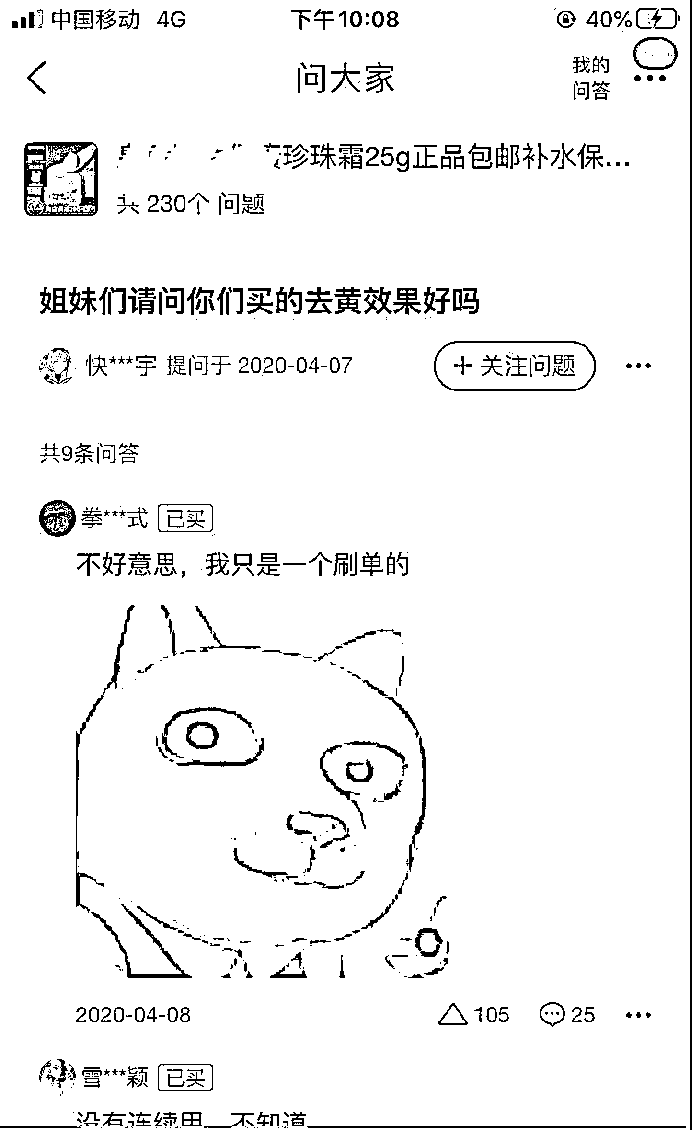 中国移动 4G 下午10:08 40%
问大家
我的
问答
珍珠霜25g正品包邮补水保...
共 230个 问题
姐妹们请问你们买的去黄效果好吗
快***宇 提问于 2020-04-07 + 关注问题
共9条问答
拳***式 已买
不好意思，我只是一个刷单的
2020-04-08 105 25
雪***颖 已买
没有连续用，不知道